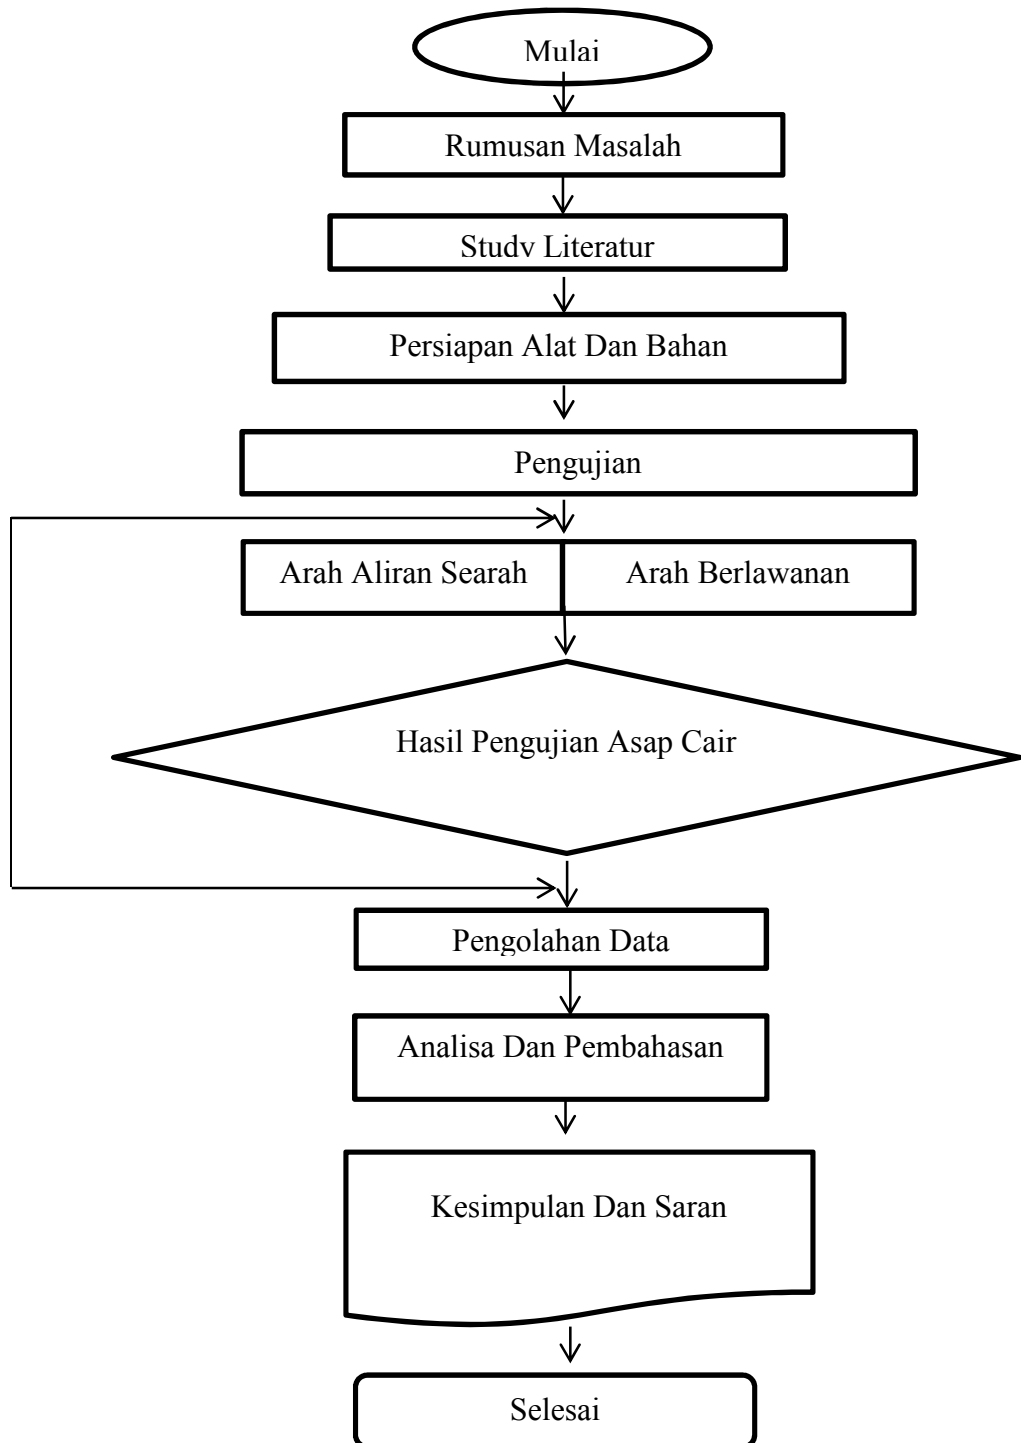 Mulai
Rumusan Masalah
Study Literatur
Persiapan Alat Dan Bahan
Pengujian
Arah Aliran Searah
Arah Berlawanan
Hasil Pengujian Asap Cair
Pengolahan Data
Analisa Dan Pembahasan
Kesimpulan Dan Saran
Selesai